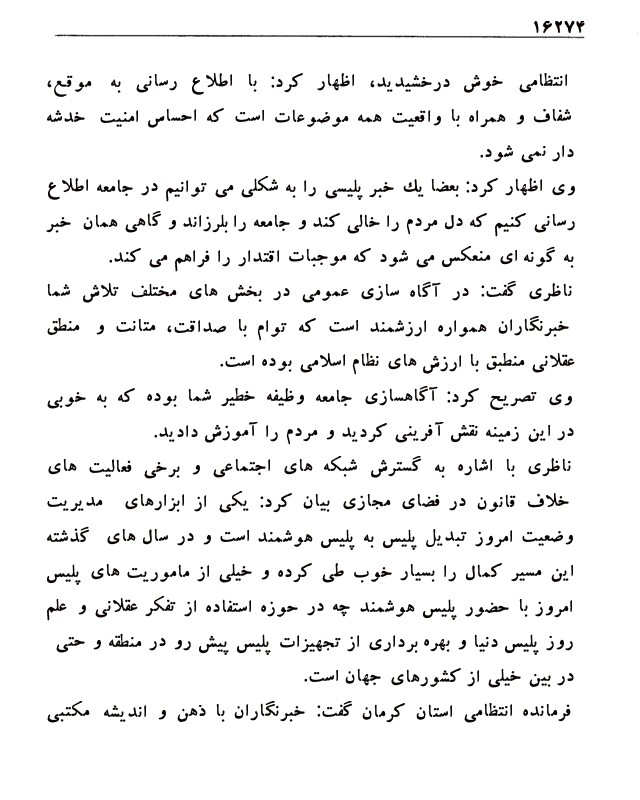 ۱۶۲۷۴
انتظامی خوش درخشیدید، اظهار کرد: با اطلاع رسانی به موقع،
شفاف و همراه با واقعیت همه موضوعات است که احساس امنیت خدشه
دار نمی شود.
وی اظهار کرد: بعضا یك خبر پلیسی را به شکلی می توانیم در جامعه اطلاع
رسانی کنیم که دل مردم را خالی کند و جامعه را بلرزاند و گاهی همان خبر
به گونه ای منعکس می شود که موجبات اقتدار را فراهم می کند.
ناظری گفت: در آگاه سازی عمومی در بخش های مختلف تلاش شما
خبرنگاران همواره ارزشمند است که توام با صداقت، متانت و منطق
عقلانی منطبق با ارزش های نظام اسلامی بوده است.
وی تصریح کرد: آگاهسازی جامعه وظیفه خطیر شما بوده که به خوبی
در این زمینه نقش آفرینی کردید و مردم را آموزش دادید.
ناظری با اشاره به گسترش شبکه های اجتماعی و برخی فعالیت های
خلاف قانون در فضای مجازی بیان کرد: یکی از ابزارهای مدیریت
وضعیت امروز تبدیل پلیس به پلیس هوشمند است و در سال های گذشته
این مسیر کمال را بسیار خوب طی کرده و خیلی از ماموریت های پلیس
امروز با حضور پلیس هوشمند چه در حوزه استفاده از تفکر عقلانی و علم
روز پلیس دنیا و بهره برداری از تجهیزات پلیس پیش رو در منطقه و حتی
در بین خیلی از کشورهای جهان است.
فرمانده انتظامی استان کرمان گفت: خبرنگاران با ذهن و اندیشه مکتبی